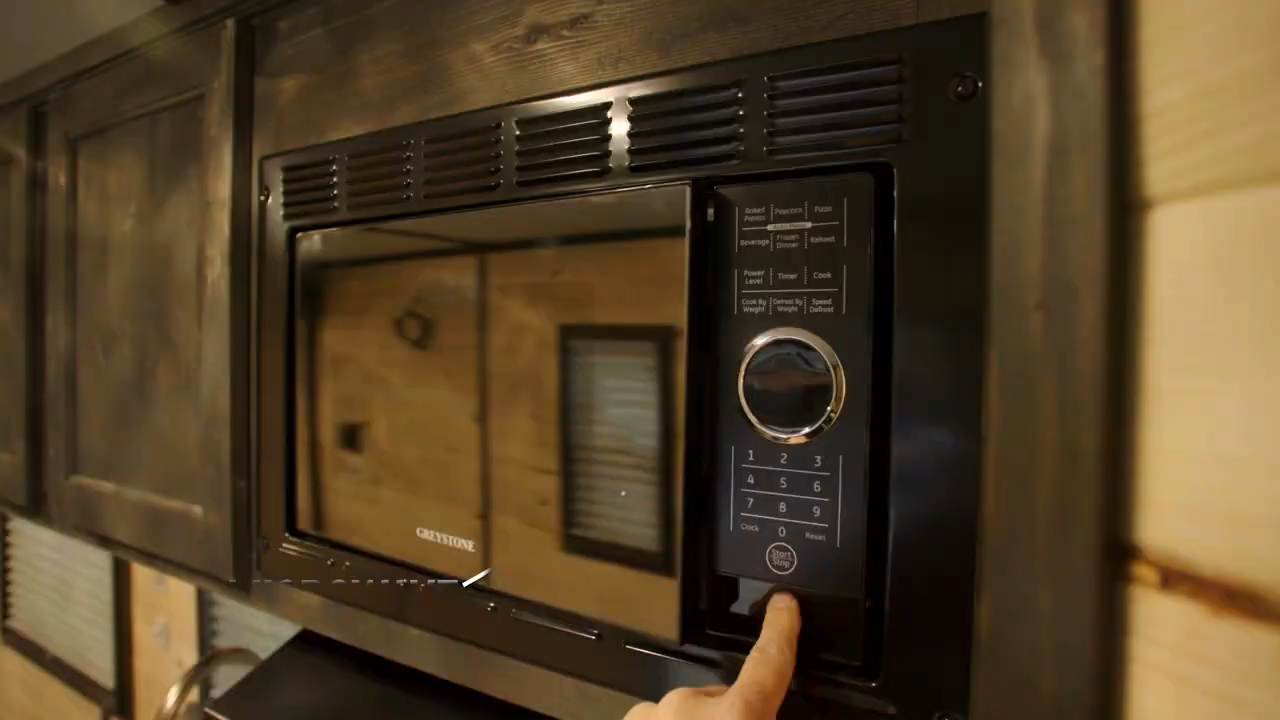 Baked Potato Popcorn Pizza
Auto Menu
Beverage Frozen Dinner Reheat
Power Level Timer Cook
Cook By Weight Defrost By Weight Speed Defrost
1 2 3
4 5 6
7 8 9
Clock 0 Reset
Start Stop
GREYSTONE